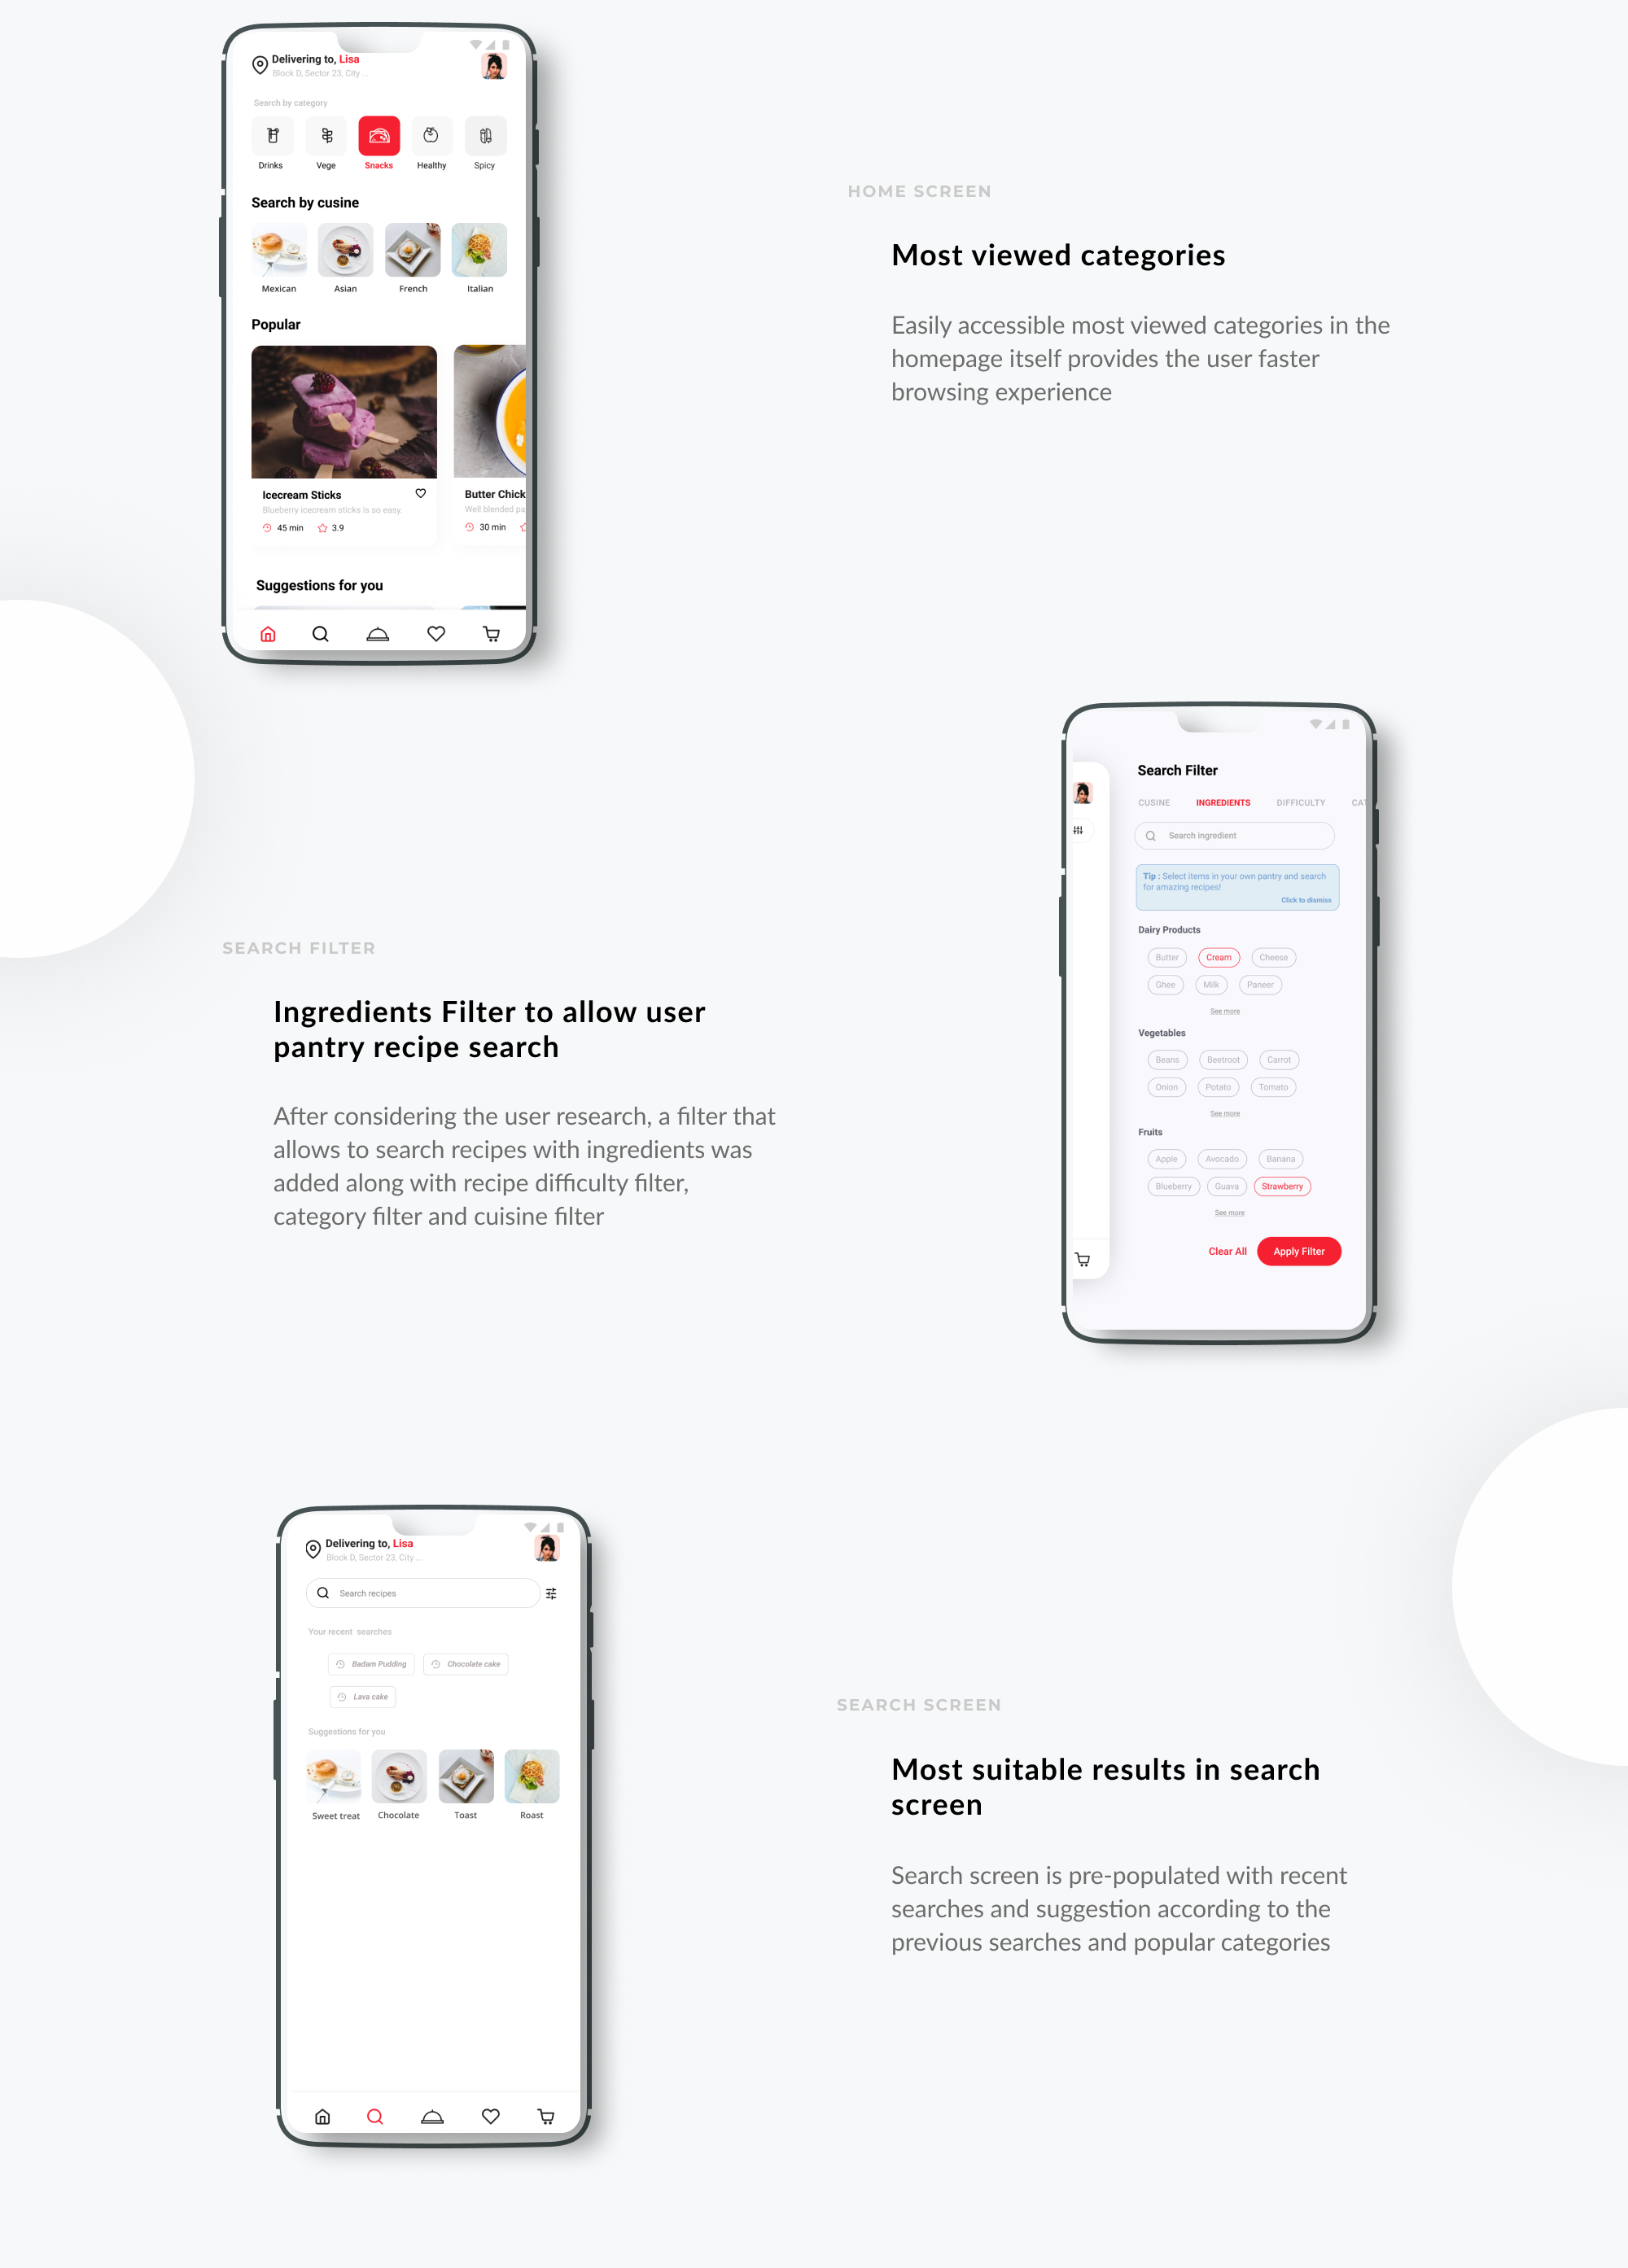 Delivering to, Lisa
Block D, Sector 23, City ...
Search by category
Drinks Vege Snacks Healthy Spicy
Search by cusine
Mexican Asian French Italian
Popular
Icecream Sticks
Blueberry icecream sticks is so easy.
45 min 3.9
Butter Chick
Well blended pa
30 min
Suggestions for you
HOME SCREEN
Most viewed categories
Easily accessible most viewed categories in the
homepage itself provides the user faster
browsing experience
SEARCH FILTER
Ingredients Filter to allow user
pantry recipe search
After considering the user research, a filter that
allows to search recipes with ingredients was
added along with recipe difficulty filter,
category filter and cuisine filter
Search Filter
CUSINE INGREDIENTS DIFFICULTY CAT
Search ingredient
Tip : Select items in your own pantry and search
for amazing recipes!
Click to dismiss
Dairy Products
Butter Cream Cheese
Ghee Milk Paneer
See more
Vegetables
Beans Beetroot Carrot
Onion Potato Tomato
See more
Fruits
Apple Avocado Banana
Blueberry Guava Strawberry
See more
Clear All Apply Filter
Delivering to, Lisa
Block D, Sector 23, City ...
Search recipes
Your recent searches
Badam Pudding Chocolate cake
Lava cake
Suggestions for you
Sweet treat Chocolate Toast Roast
SEARCH SCREEN
Most suitable results in search
screen
Search screen is pre-populated with recent
searches and suggestion according to the
previous searches and popular categories